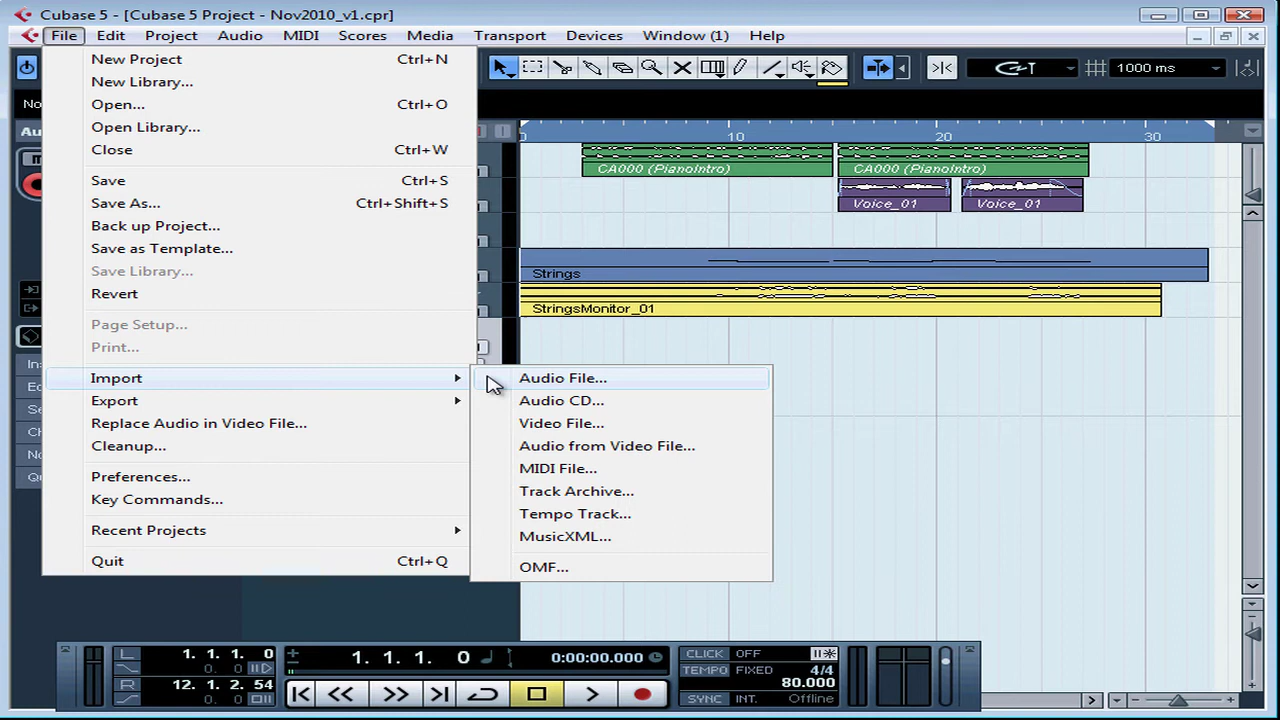 Cubase 5 - [Cubase 5 Project - Nov2010_v1.cpr]
File Edit Project Audio MIDI Scores Media Transport Devices Window (1) Help
New Project Ctrl+N
New Library...
Open... Ctrl+O
Open Library...
Close Ctrl+W
Save Ctrl+S
Save As... Ctrl+Shift+S
Back up Project...
Save as Template...
Save Library...
Revert
Page Setup...
Print...
Import
Export
Replace Audio in Video File...
Cleanup...
Preferences...
Key Commands...
Recent Projects
Quit Ctrl+Q
Audio File...
Audio CD...
Video File...
Audio from Video File...
MIDI File...
Track Archive...
Tempo Track...
MusicXML...
OMF...
1000 ms
10 20 30
CA000 (PianoIntro) CA000 (PianoIntro)
Voice_01 Voice_01
Strings
StringsMonitor_01
L 1. 1. 1. 0
0. 0
R 12. 1. 2. 54
0. 0
1. 1. 1. 0 0:00:00.000
CLICK OFF
TEMPO FIXED 4/4
80.000
SYNC INT. Offline